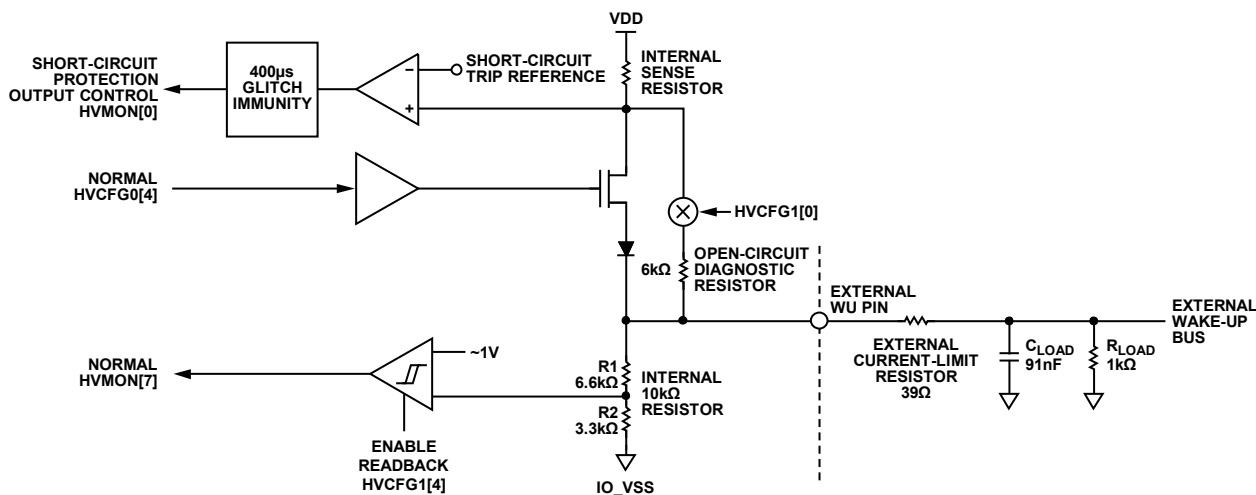 VDD
SHORT-CIRCUIT
PROTECTION
OUTPUT CONTROL
HVMON[0]
400µs
GLITCH
IMMUNITY
–
+
SHORT-CIRCUIT
TRIP REFERENCE
INTERNAL
SENSE
RESISTOR
NORMAL
HVCFG0[4]
HVCFG1[0]
6kΩ
OPEN-CIRCUIT
DIAGNOSTIC
RESISTOR
EXTERNAL
WU PIN
EXTERNAL
CURRENT-LIMIT
RESISTOR
39Ω
CLOAD
91nF
RLOAD
1kΩ
EXTERNAL
WAKE-UP
BUS
NORMAL
HVMON[7]
~1V
R1
6.6kΩ
R2
3.3kΩ
INTERNAL
10kΩ
RESISTOR
ENABLE
READBACK
HVCFG1[4]
IO_VSS